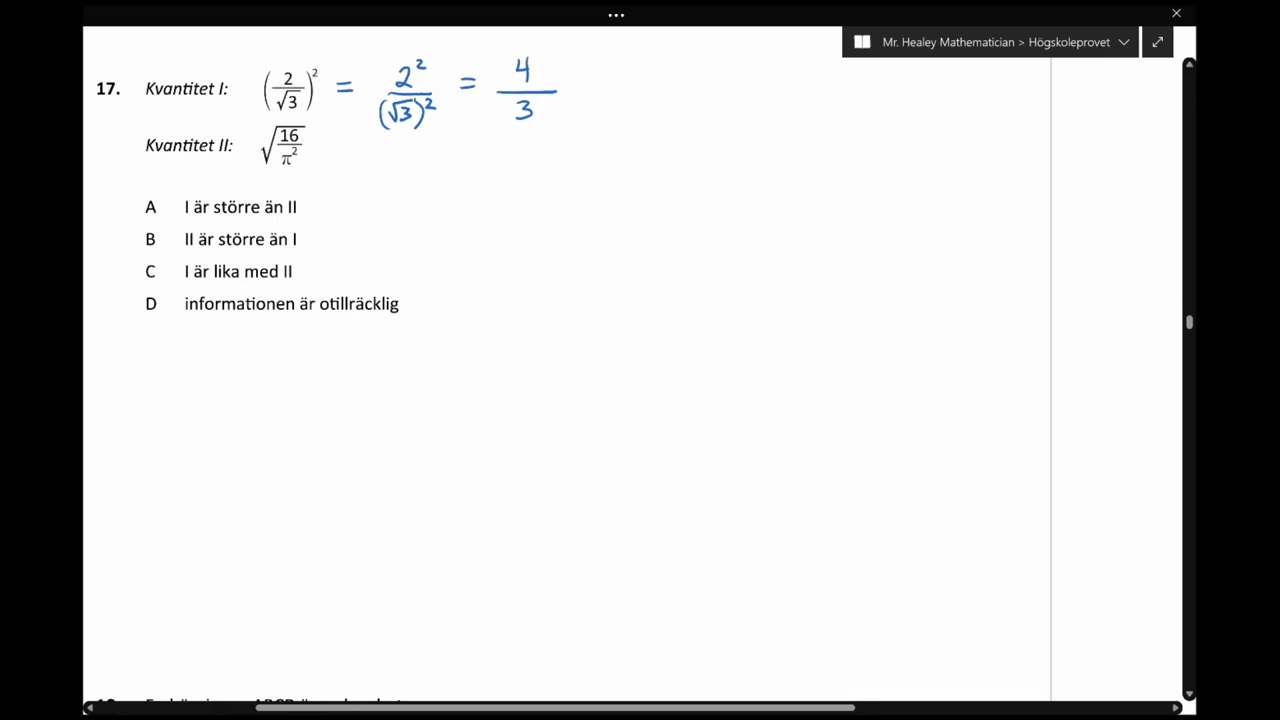 Mr. Healey Mathematician > Högskoleprovet
17. Kvantitet I: (2/√3)² = 2²/(√3)² = 4/3
Kvantitet II: √(16/π²)
A I är större än II
B II är större än I
C I är lika med II
D informationen är otillräcklig